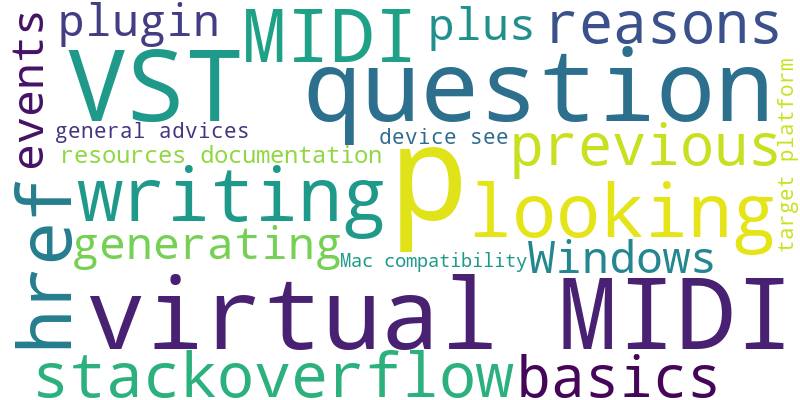 plugin
MIDI
plus
reasons
events
VST
question
target platform
general advices
device see
previous
resources documentation
p
href
writing
looking
generating
Mac compatibility
Windows
virtual MIDI
stackoverflow
basics